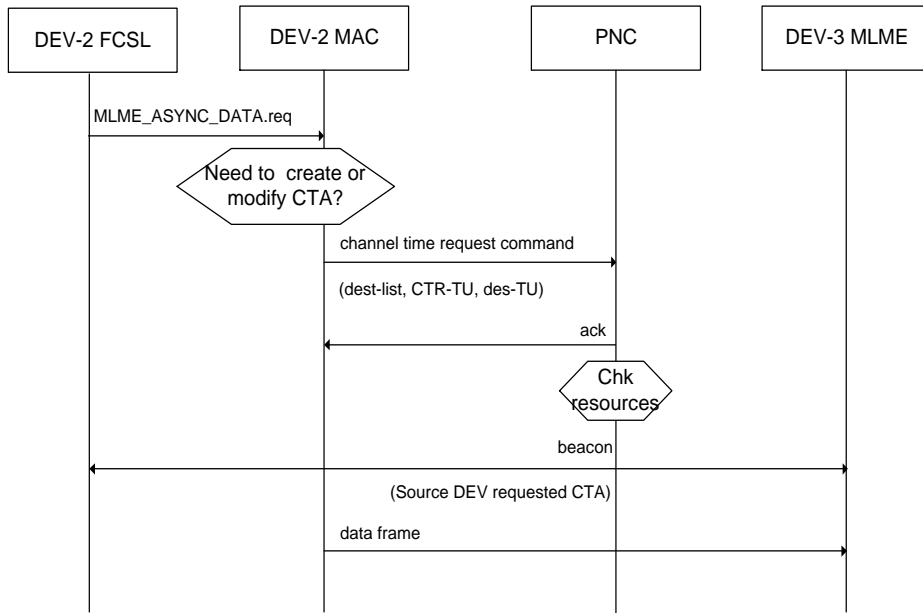 DEV-2 FCSL
DEV-2 MAC
PNC
DEV-3 MLME
MLME_ASYNC_DATA.req
Need to create or
modify CTA?
channel time request command
(dest-list, CTR-TU, des-TU)
ack
Chk
resources
beacon
(Source DEV requested CTA)
data frame